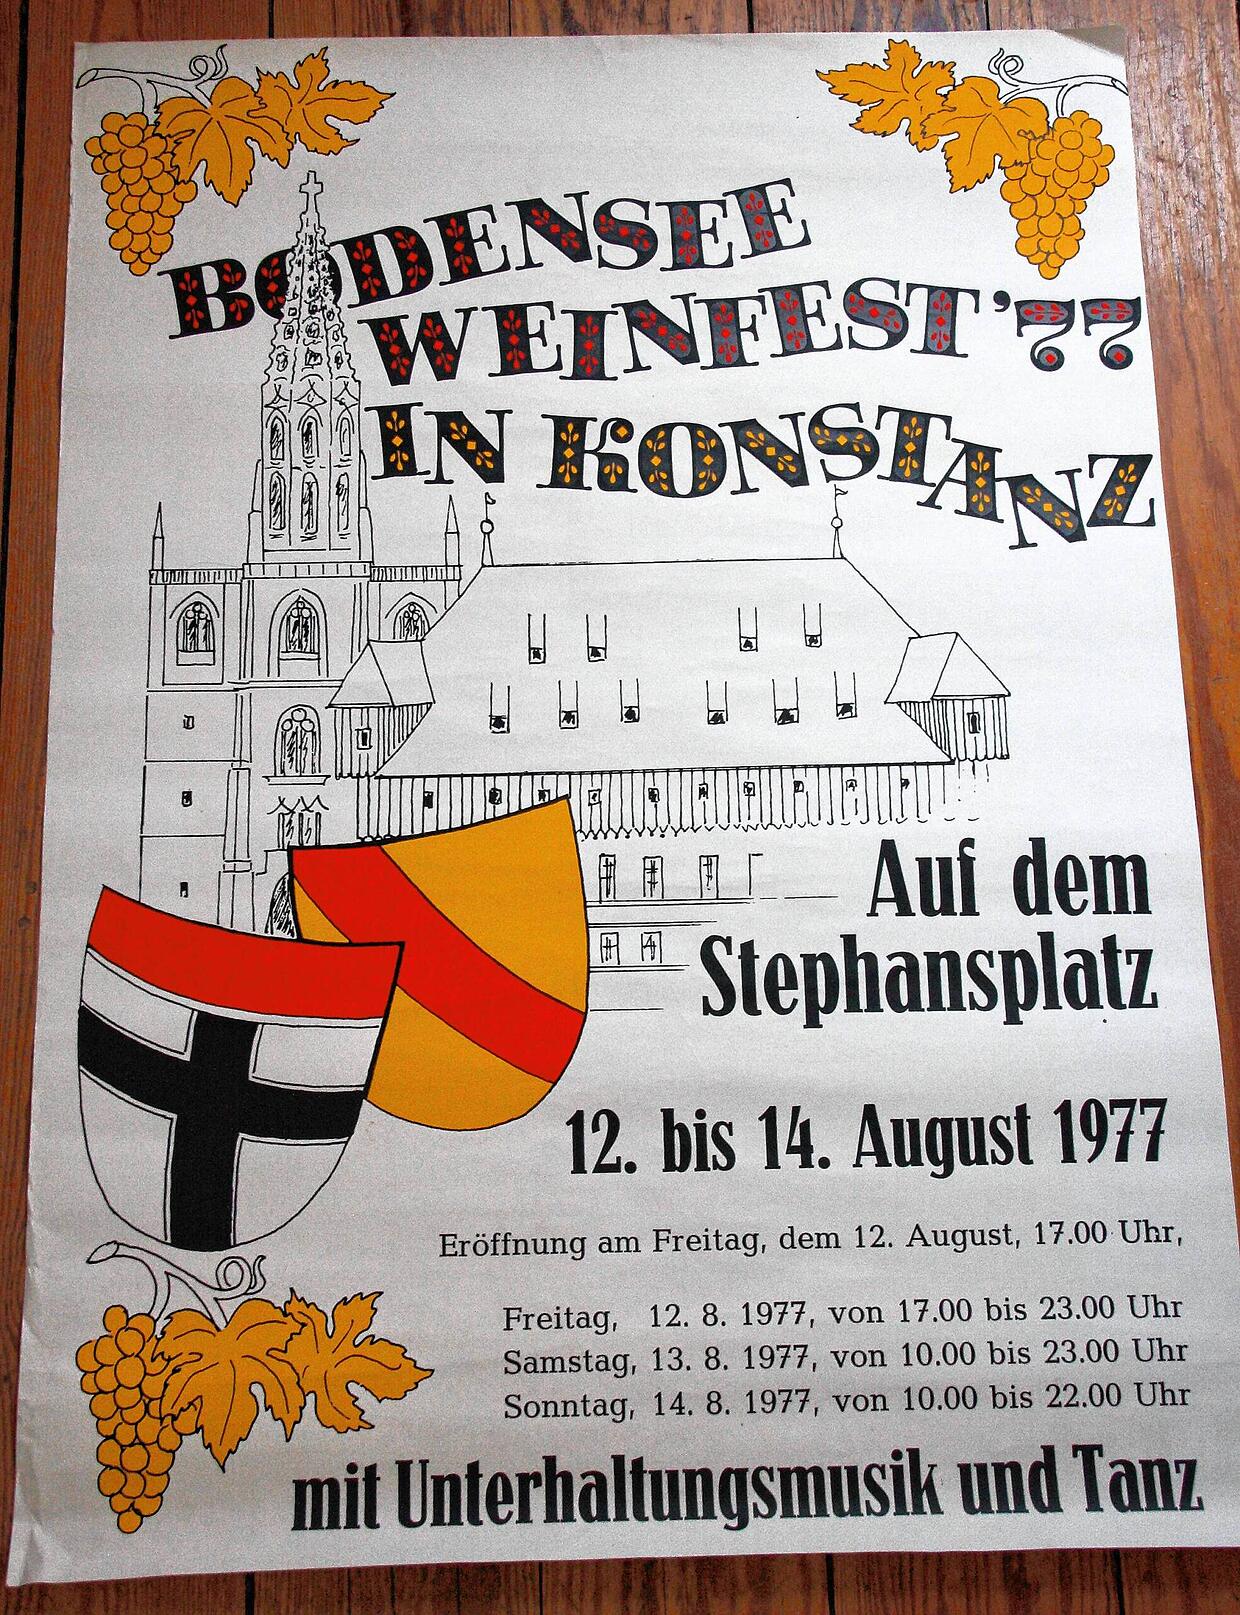 BODENSEE
WEINFEST '77
IN KONSTANZ
Auf dem
Stephansplatz
12. bis 14. August 1977
Eröffnung am Freitag, dem 12. August, 17.00 Uhr,
Freitag, 12. 8. 1977, von 17.00 bis 23.00 Uhr
Samstag, 13. 8. 1977, von 10.00 bis 23.00 Uhr
Sonntag, 14. 8. 1977, von 10.00 bis 22.00 Uhr
mit Unterhaltungsmusik und Tanz